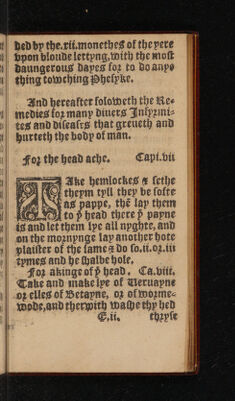 ded by the .xii. monethes of the yere
vpon bloude lettyng, with the most
daungerous dayes for to do anye
thing towching Phesyke.
And hereafter foloweth the Re-
medies for many diuers Infyrmi-
tes and diseases that greueth and
hurteth the body of man.
For the head ache. Capi. vii
TAke hemlockes & sethe
theym tyll they be softe
as pappe, thē lay them
to þ head there þ payne
is and let them lye all nyghte, and
on the mornynge lay another hote
plaister of the same & do so .ii. or .iii
tymes and he shalbe hole.
For akinge of þ head. Ca. viii.
Take and make lye of Veruayne
or elles of Betayne, or of worme-
wode, and therwith washe thy hed
E.ii. thryse